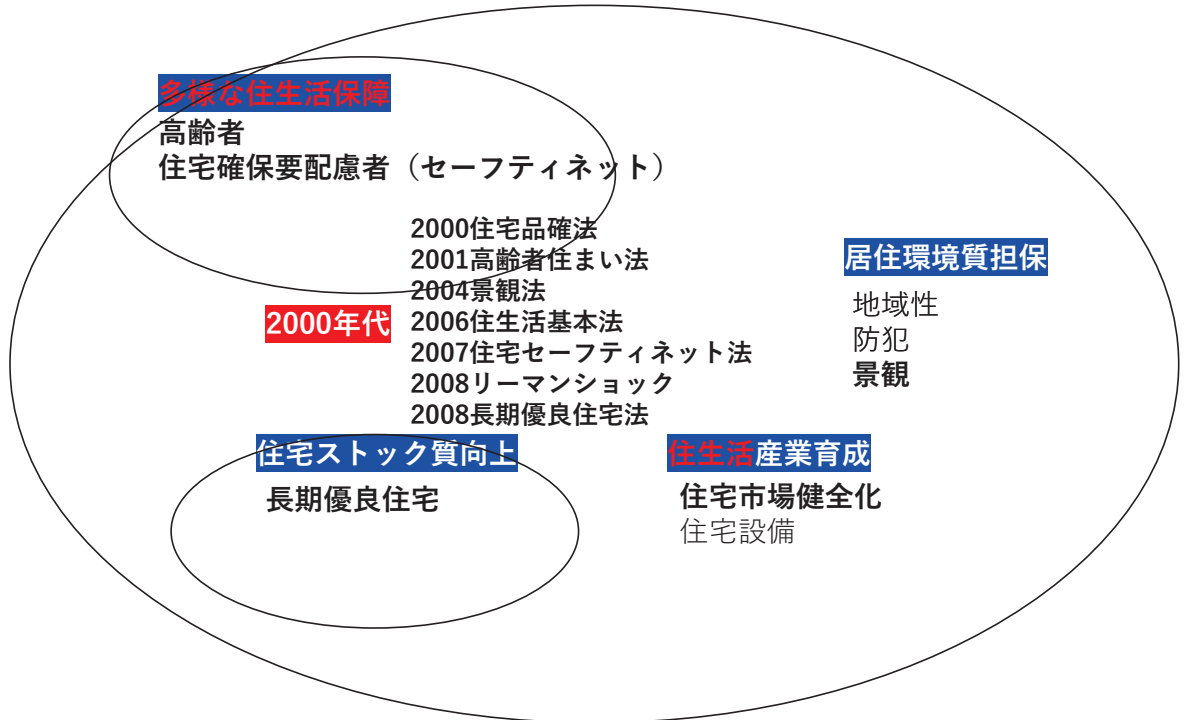 多様な住生活保障
高齢者
住宅確保要配慮者（セーフティネット）
2000住宅品確法
2001高齢者住まい法
2004景観法
2000年代
2006住生活基本法
2007住宅セーフティネット法
2008リーマンショック
2008長期優良住宅法
居住環境質担保
地域性
防犯
景観
住宅ストック質向上
長期優良住宅
住生活産業育成
住宅市場健全化
住宅設備